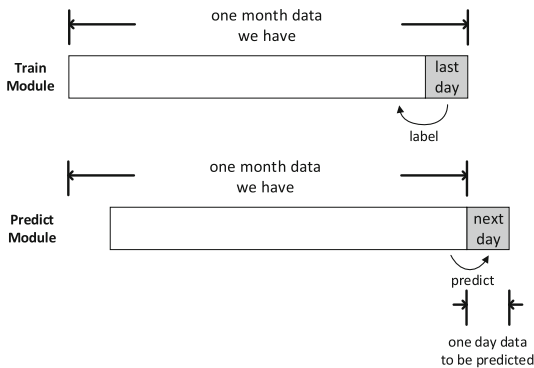 one month data
we have
Train
Module
last
day
label
one month data
we have
Predict
Module
next
day
predict
one day data
to be predicted